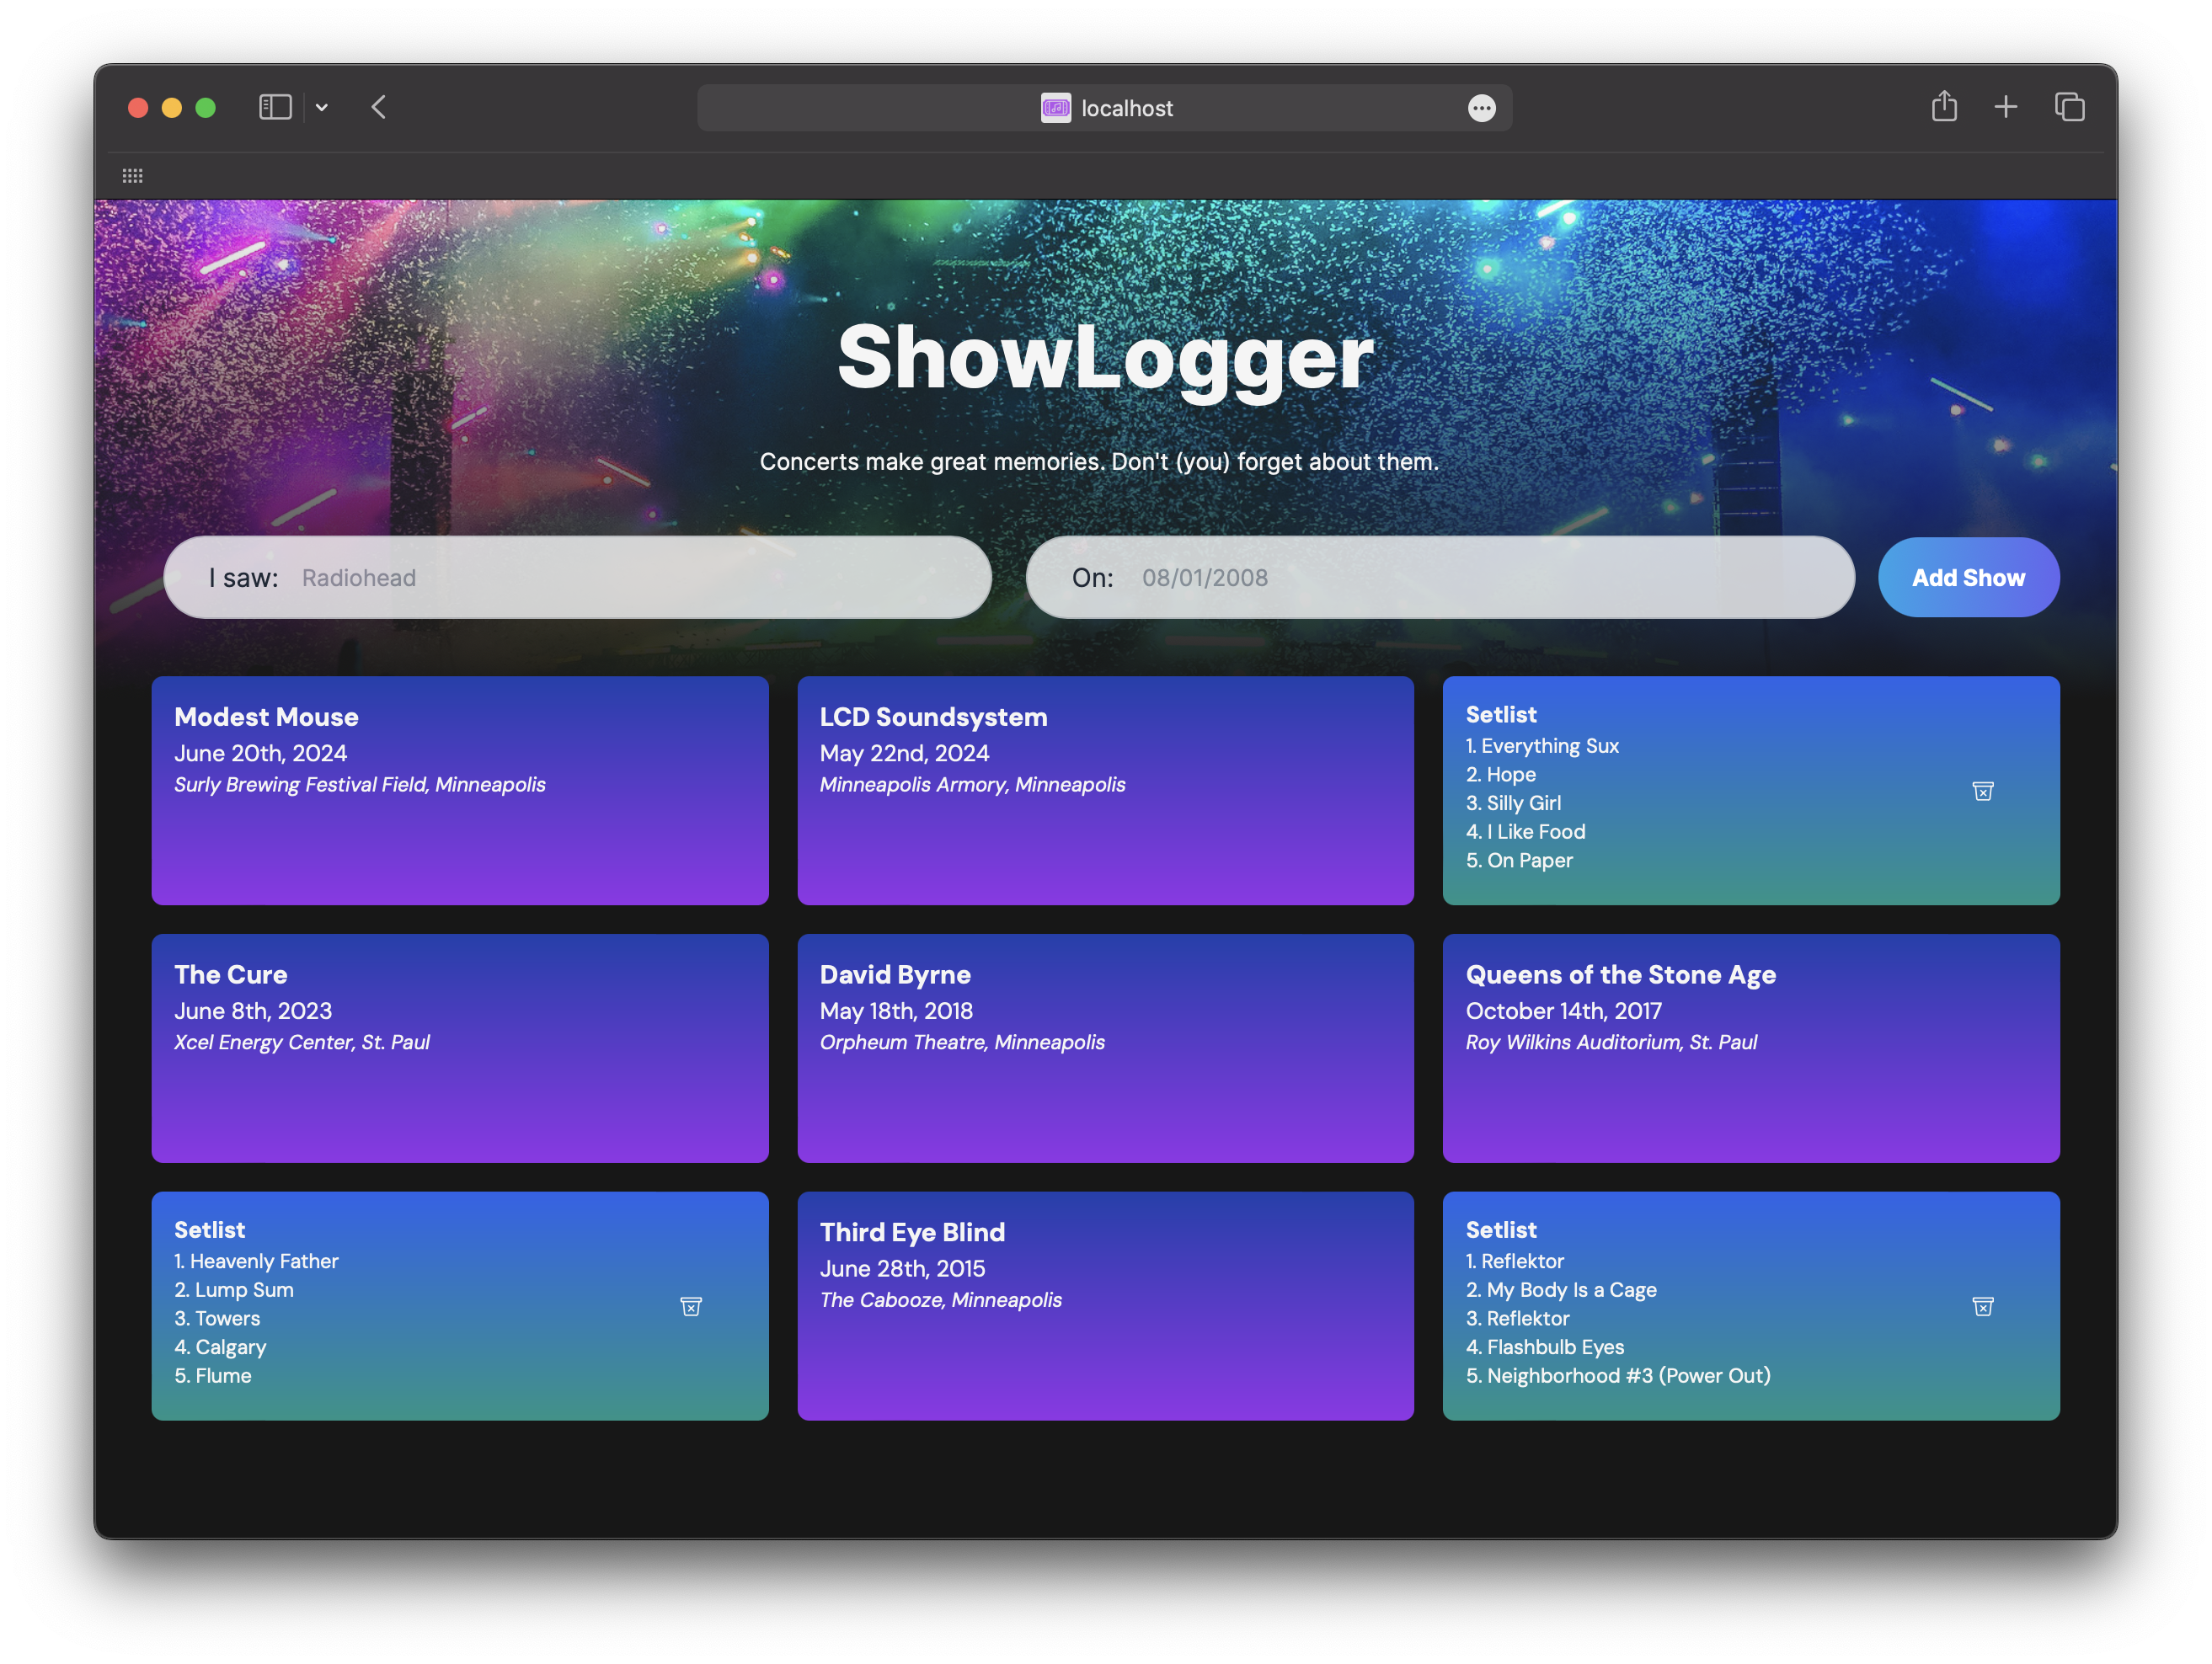 localhost
ShowLogger
Concerts make great memories. Don't (you) forget about them.
I saw: Radiohead
On: 08/01/2008
Add Show
Modest Mouse
June 20th, 2024
Surly Brewing Festival Field, Minneapolis
LCD Soundsystem
May 22nd, 2024
Minneapolis Armory, Minneapolis
Setlist
1. Everything Sux
2. Hope
3. Silly Girl
4. I Like Food
5. On Paper
The Cure
June 8th, 2023
Xcel Energy Center, St. Paul
David Byrne
May 18th, 2018
Orpheum Theatre, Minneapolis
Queens of the Stone Age
October 14th, 2017
Roy Wilkins Auditorium, St. Paul
Setlist
1. Heavenly Father
2. Lump Sum
3. Towers
4. Calgary
5. Flume
Third Eye Blind
June 28th, 2015
The Cabooze, Minneapolis
Setlist
1. Reflektor
2. My Body Is a Cage
3. Reflektor
4. Flashbulb Eyes
5. Neighborhood #3 (Power Out)